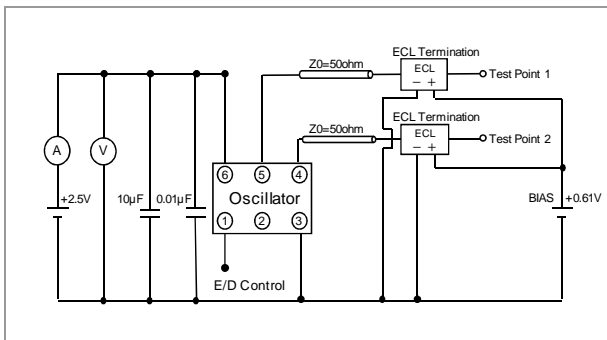 ECL Termination
Z0=50ohm
ECL
− +
Test Point 1
ECL Termination
Z0=50ohm
ECL
− +
Test Point 2
A
V
6
5
4
+2.5V
10µF
0.01µF
Oscillator
BIAS
+0.61V
1
2
3
E/D Control